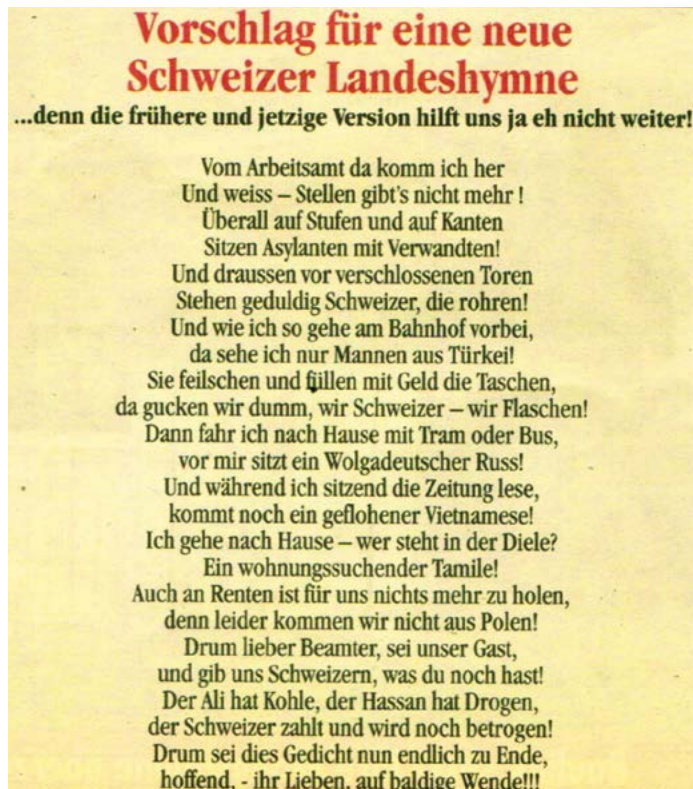 Vorschlag für eine neue
Schweizer Landeshymne
...denn die frühere und jetzige Version hilft uns ja eh nicht weiter!
Vom Arbeitsamt da komm ich her
Und weiss – Stellen gibt's nicht mehr !
Überall auf Stufen und auf Kanten
Sitzen Asylanten mit Verwandten!
Und draussen vor verschlossenen Toren
Stehen geduldig Schweizer, die rohren!
Und wie ich so gehe am Bahnhof vorbei,
da sehe ich nur Mannen aus Türkei!
Sie feilschen und füllen mit Geld die Taschen,
da gucken wir dumm, wir Schweizer – wir Flaschen!
Dann fahr ich nach Hause mit Tram oder Bus,
vor mir sitzt ein Wolgadeutscher Russ!
Und während ich sitzend die Zeitung lese,
kommt noch ein geflohener Vietnamese!
Ich gehe nach Hause – wer steht in der Diele?
Ein wohnungssuchender Tamile!
Auch an Renten ist für uns nichts mehr zu holen,
denn leider kommen wir nicht aus Polen!
Drum lieber Beamter, sei unser Gast,
und gib uns Schweizern, was du noch hast!
Der Ali hat Kohle, der Hassan hat Drogen,
der Schweizer zahlt und wird noch betrogen!
Drum sei dies Gedicht nun endlich zu Ende,
hoffend, - ihr Lieben, auf baldige Wende!!!